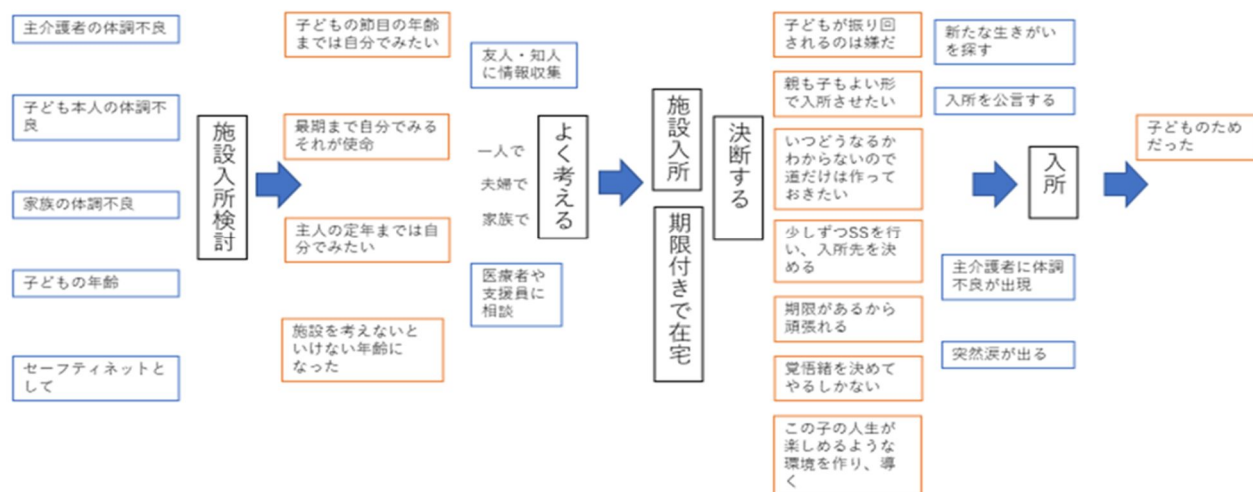 主介護者の体調不良
子ども本人の体調不
良
家族の体調不良
子どもの年齢
セーフティネットと
して
施設入所検討
子どもの節目の年齢
までは自分でみたい
最期まで自分でみる
それが使命
主人の定年までは自
分でみたい
施設を考えないと
いけない年齢に
なった
友人・知人
に情報収集
一人で
夫婦で
家族で
医療者や
支援員に
相談
よく考える
施設入所
期限付きで在宅
決断する
子どもが振り回
されるのは嫌だ
親も子もよい形
で入所させたい
いつどうなるか
わからないので
道だけは作って
おきたい
少しずつSSを行
い、入所先を決
める
期限があるから
頑張れる
覚悟緒を決めて
やるしかない
この子の人生が
楽しめるような
環境を作り、導
く
新たな生きがい
を探す
入所を公言する
主介護者に体調
不良が出現
突然涙が出る
入所
子どものため
だった